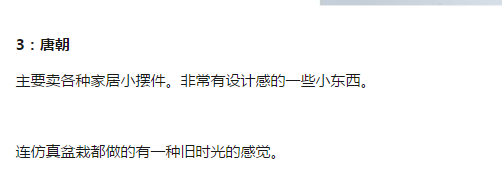 3：唐朝
主要卖各种家居小摆件。非常有设计感的一些小东西。
连仿真盆栽都做的有一种旧时光的感觉。